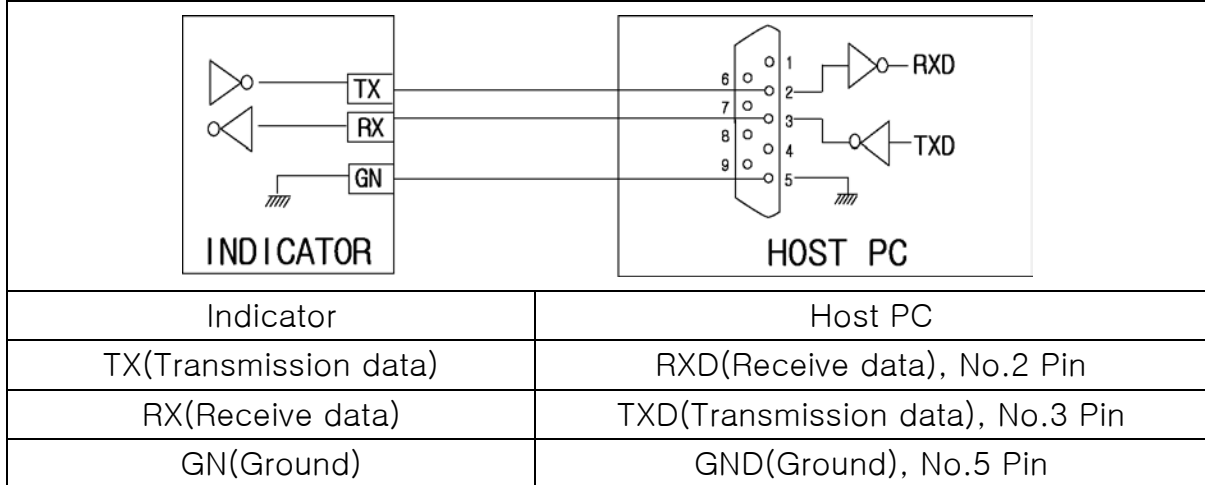 TX
RX
GN
INDICATOR
1
6
2
7
3
8
4
9
5
RXD
TXD
HOST PC
Indicator Host PC
TX(Transmission data) RXD(Receive data), No.2 Pin
RX(Receive data) TXD(Transmission data), No.3 Pin
GN(Ground) GND(Ground), No.5 Pin